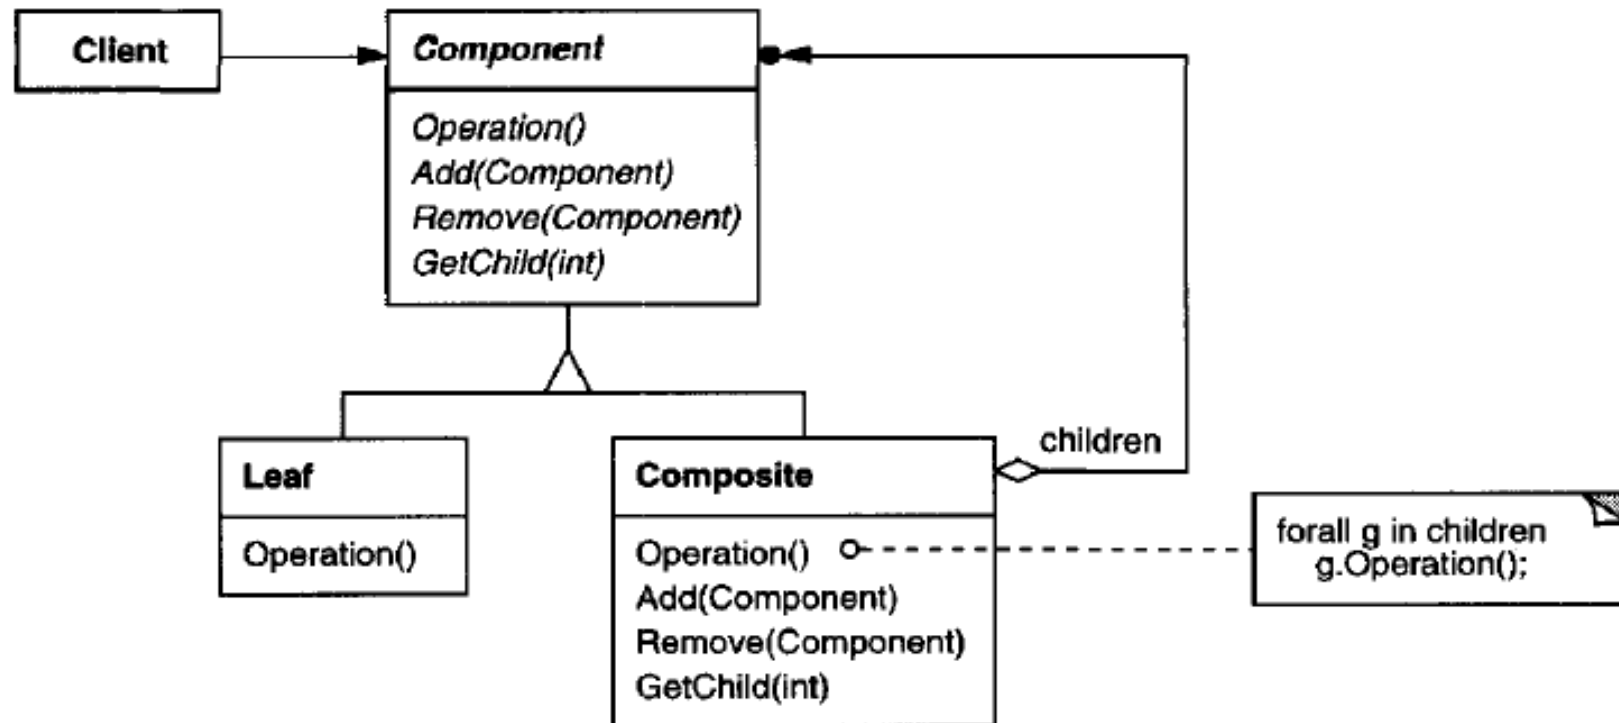 Client
Component
Operation()
Add(Component)
Remove(Component)
GetChild(int)
Leaf
Operation()
Composite
Operation()
Add(Component)
Remove(Component)
GetChild(int)
children
forall g in children
g.Operation();